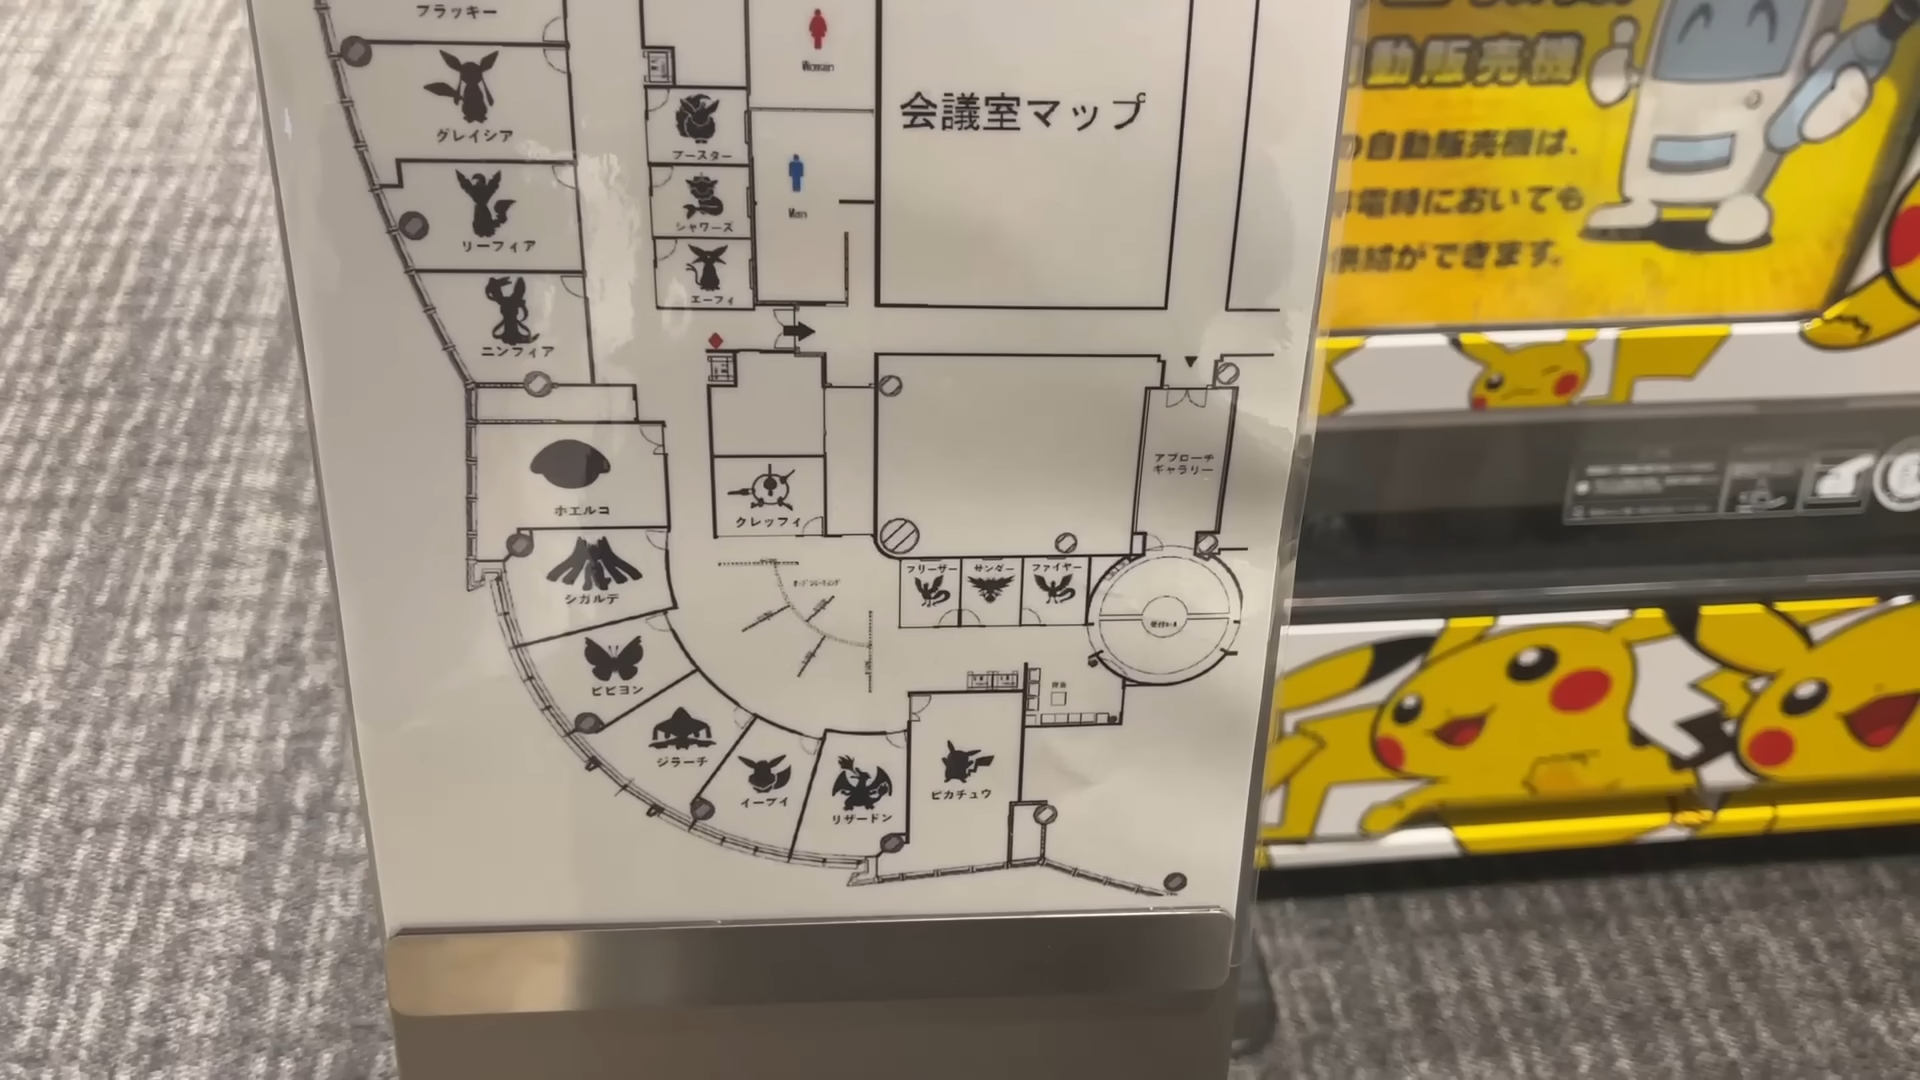 ブラッキー
グレイシア
リーフィア
ニンフィア
ブースター
シャワーズ
エーフィ
Woman
Man
会議室マップ
ホエルコ
クレッフィ
シガルデ
ビビヨン
ジラーチ
イーブイ
リザードン
ピカチュウ
フリーザー
サンダー
ファイヤー
アプローチ
ギャラリー
自動販売機
の自動販売機は、
停電時においても
供給ができます。